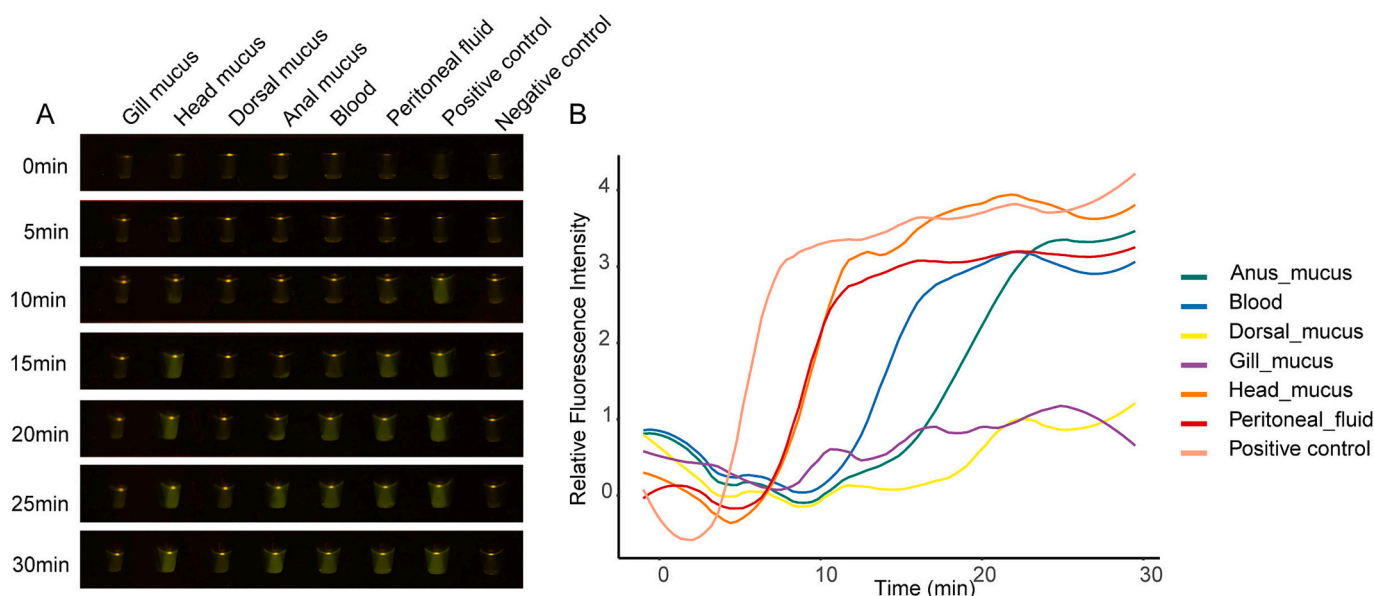 A
Gill mucus
Head mucus
Dorsal mucus
Anal mucus
Blood
Peritoneal fluid
Positive control
Negative control
0min
5min
10min
15min
20min
25min
30min
B
Relative Fluorescence Intensity
4
3
2
1
0
0 10 20 30
Time (min)
Anus_mucus
Blood
Dorsal_mucus
Gill_mucus
Head_mucus
Peritoneal_fluid
Positive control